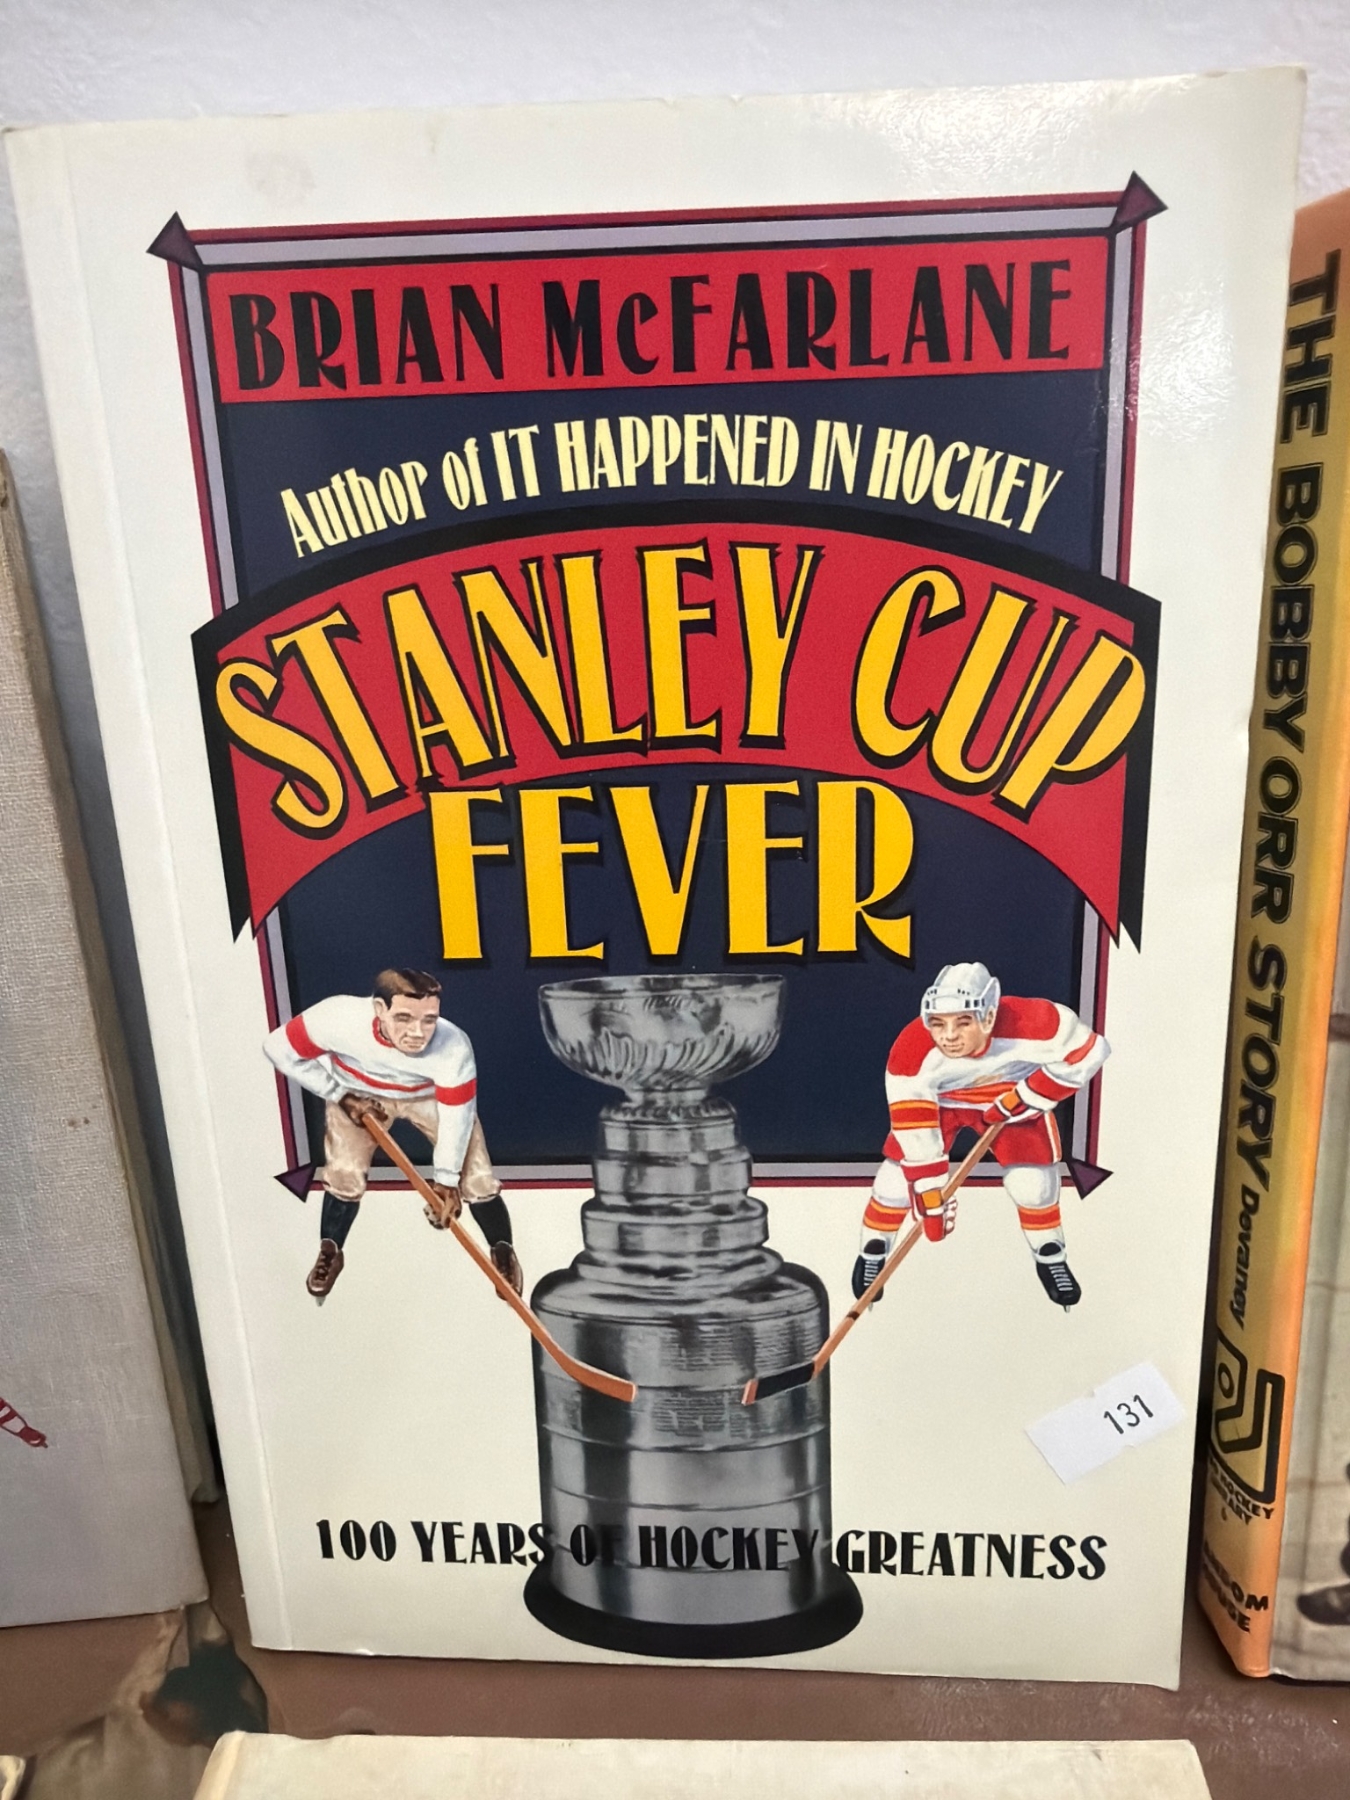 BRIAN McFARLANE
Author of IT HAPPENED IN HOCKEY
STANLEY CUP
FEVER
131
100 YEARS OF HOCKEY GREATNESS
THE BOBBY ORR STORY Devaney
HOCKEY